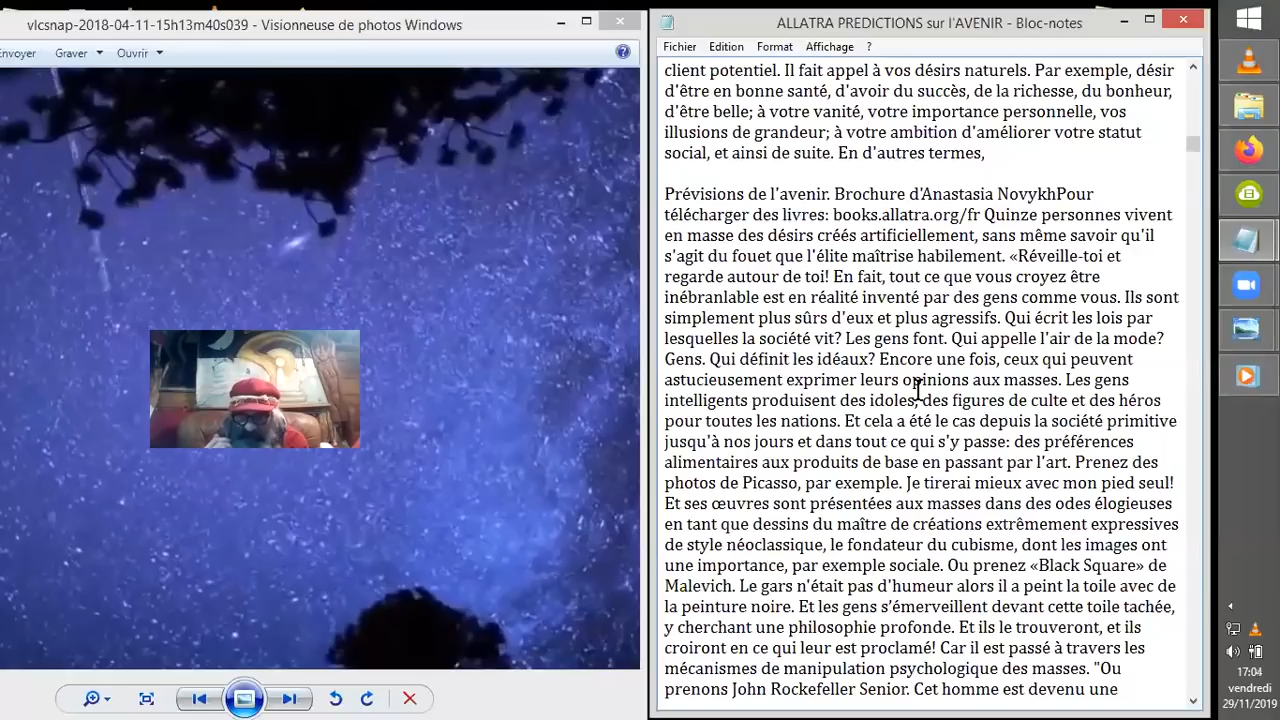 vlcsnap-2018-04-11-15h13m40s039 - Visionneuse de photos Windows
Envoyer Graver Ouvrir
ALLATRA PREDICTIONS sur l'AVENIR - Bloc-notes
Fichier Edition Format Affichage ?
client potentiel. Il fait appel à vos désirs naturels. Par exemple, désir
d'être en bonne santé, d'avoir du succès, de la richesse, du bonheur,
d'être belle; à votre vanité, votre importance personnelle, vos
illusions de grandeur; à votre ambition d'améliorer votre statut
social, et ainsi de suite. En d'autres termes,
Prévisions de l'avenir. Brochure d'Anastasia NovykhPour
télécharger des livres: books.allatra.org/fr Quinze personnes vivent
en masse des désirs créés artificiellement, sans même savoir qu'il
s'agit du fouet que l'élite maîtrise habilement. «Réveille-toi et
regarde autour de toi! En fait, tout ce que vous croyez être
inébranlable est en réalité inventé par des gens comme vous. Ils sont
simplement plus sûrs d'eux et plus agressifs. Qui écrit les lois par
lesquelles la société vit? Les gens font. Qui appelle l'air de la mode?
Gens. Qui définit les idéaux? Encore une fois, ceux qui peuvent
astucieusement exprimer leurs opinions aux masses. Les gens
intelligents produisent des idoles, des figures de culte et des héros
pour toutes les nations. Et cela a été le cas depuis la société primitive
jusqu'à nos jours et dans tout ce qui s'y passe: des préférences
alimentaires aux produits de base en passant par l'art. Prenez des
photos de Picasso, par exemple. Je tirerai mieux avec mon pied seul!
Et ses œuvres sont présentées aux masses dans des odes élogieuses
en tant que dessins du maître de créations extrêmement expressives
de style néoclassique, le fondateur du cubisme, dont les images ont
une importance, par exemple sociale. Ou prenez «Black Square» de
Malevich. Le gars n'était pas d'humeur alors il a peint la toile avec de
la peinture noire. Et les gens s'émerveillent devant cette toile tachée,
y cherchant une philosophie profonde. Et ils le trouveront, et ils
croiront en ce qui leur est proclamé! Car il est passé à travers les
mécanismes de manipulation psychologique des masses. "Ou
prenons John Rockefeller Senior. Cet homme est devenu une
17:04
vendredi
29/11/2019